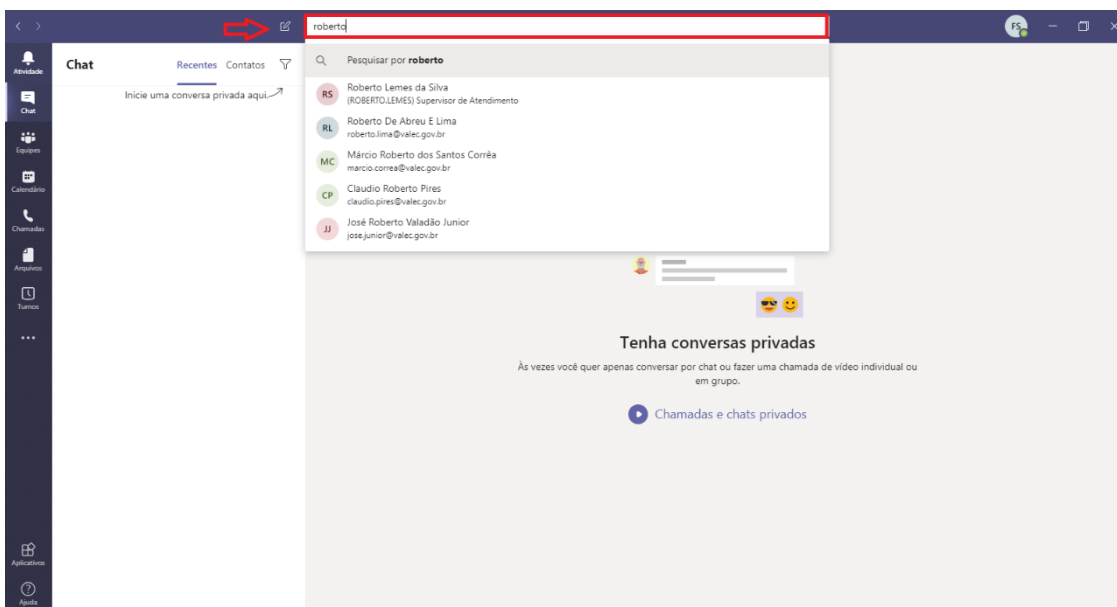 roberto
FS
Atividade
Chat
Equipes
Calendário
Chamadas
Arquivos
Turnos
Aplicativos
Ajuda
Chat Recentes Contatos
Inicie uma conversa privada aqui.
Pesquisar por roberto
RS
Roberto Lemes da Silva
(ROBERTO.LEMES) Supervisor de Atendimento
RL
Roberto De Abreu E Lima
roberto.lima@valec.gov.br
MC
Márcio Roberto dos Santos Corrêa
marcio.correa@valec.gov.br
CP
Claudio Roberto Pires
claudio.pires@valec.gov.br
JJ
José Roberto Valadão Junior
jose.junior@valec.gov.br
Tenha conversas privadas
Às vezes você quer apenas conversar por chat ou fazer uma chamada de vídeo individual ou
em grupo.
Chamadas e chats privados